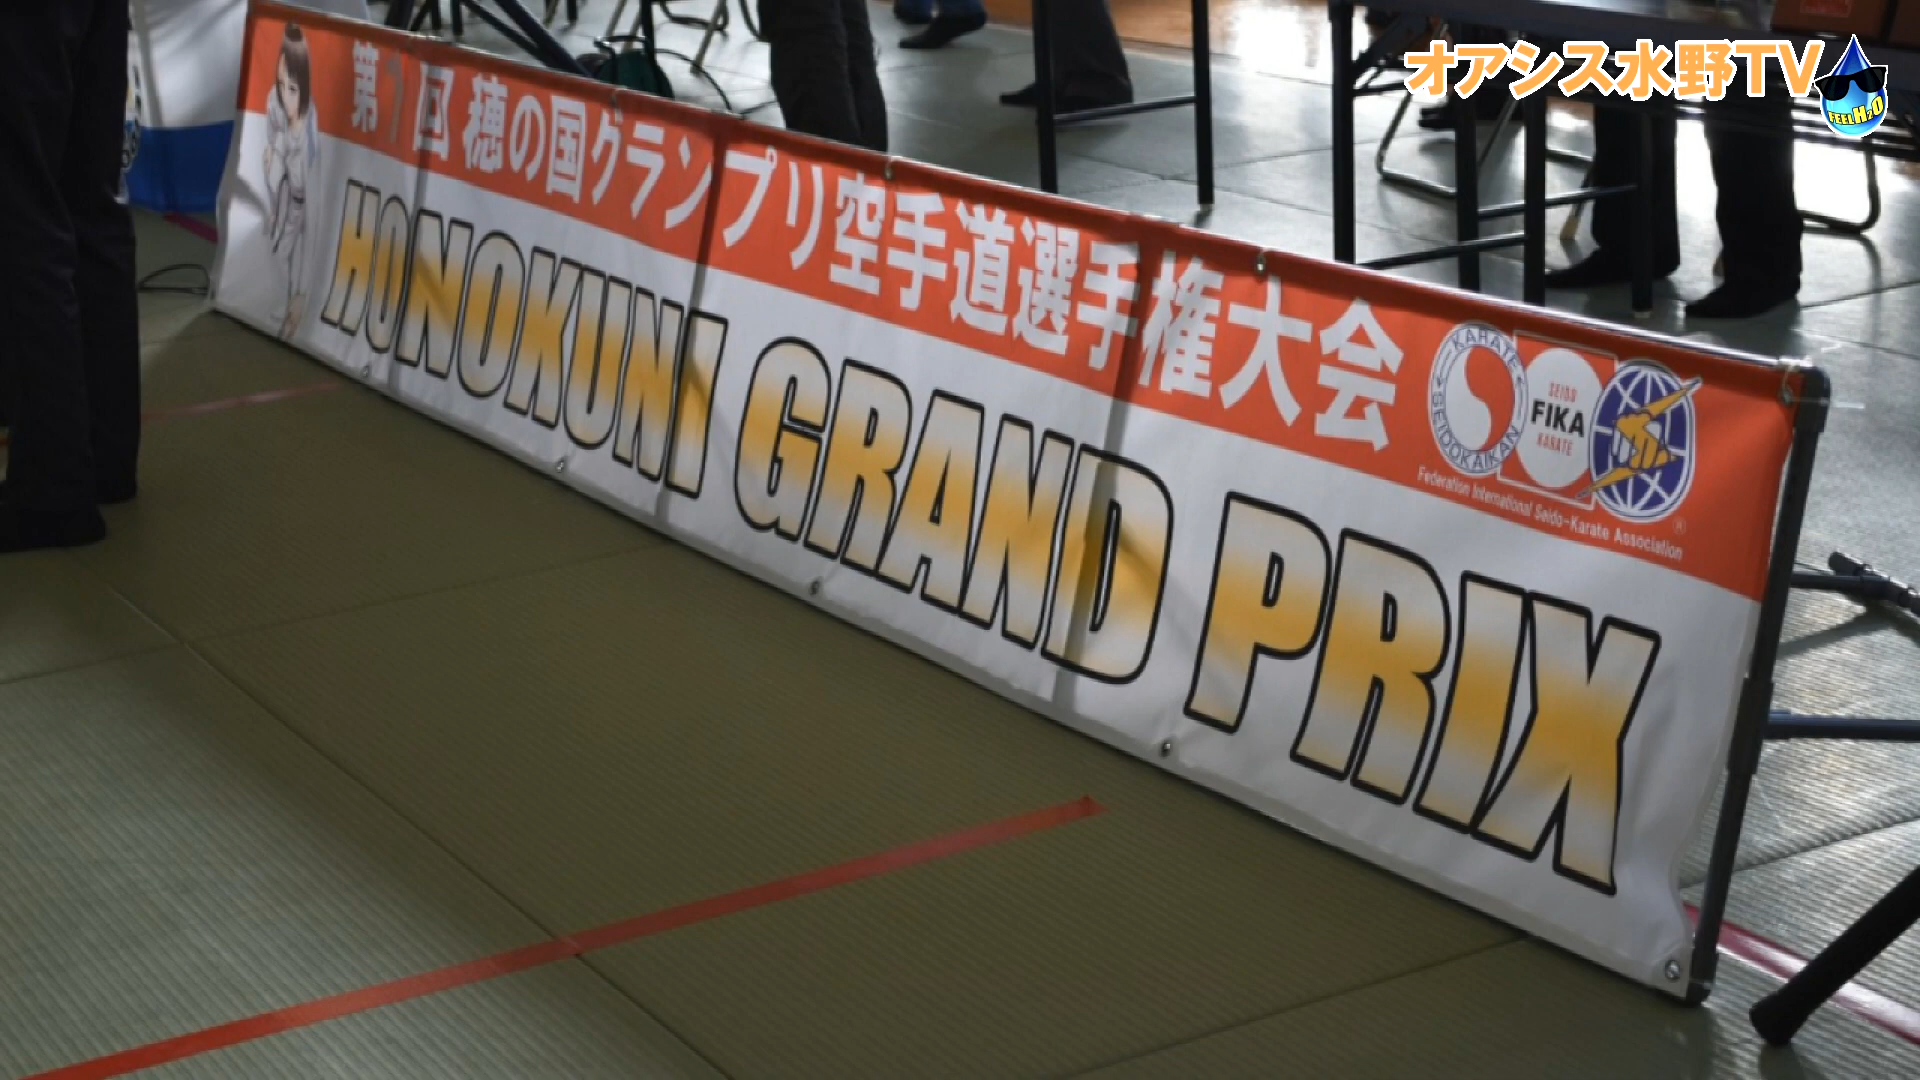 オアシス水野TV
FEEL H2O
第1回 穂の国グランプリ空手道選手権大会
HONOKUNI GRAND PRIX
KARATE
SEIDOKAIKAN
SEIDO
FIKA
KARATE
Federation International Seido-Karate Association
®